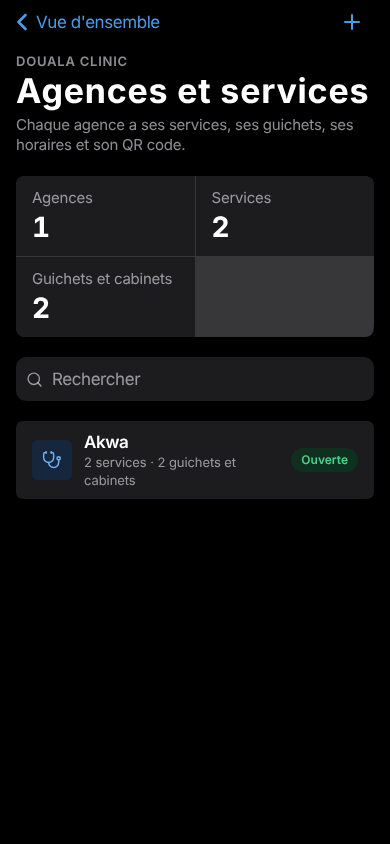 Vue d'ensemble
DOUALA CLINIC
Agences et services
Chaque agence a ses services, ses guichets, ses
horaires et son QR code.
Agences
1
Services
2
Guichets et cabinets
2
Rechercher
Akwa
2 services · 2 guichets et
cabinets
Ouverte